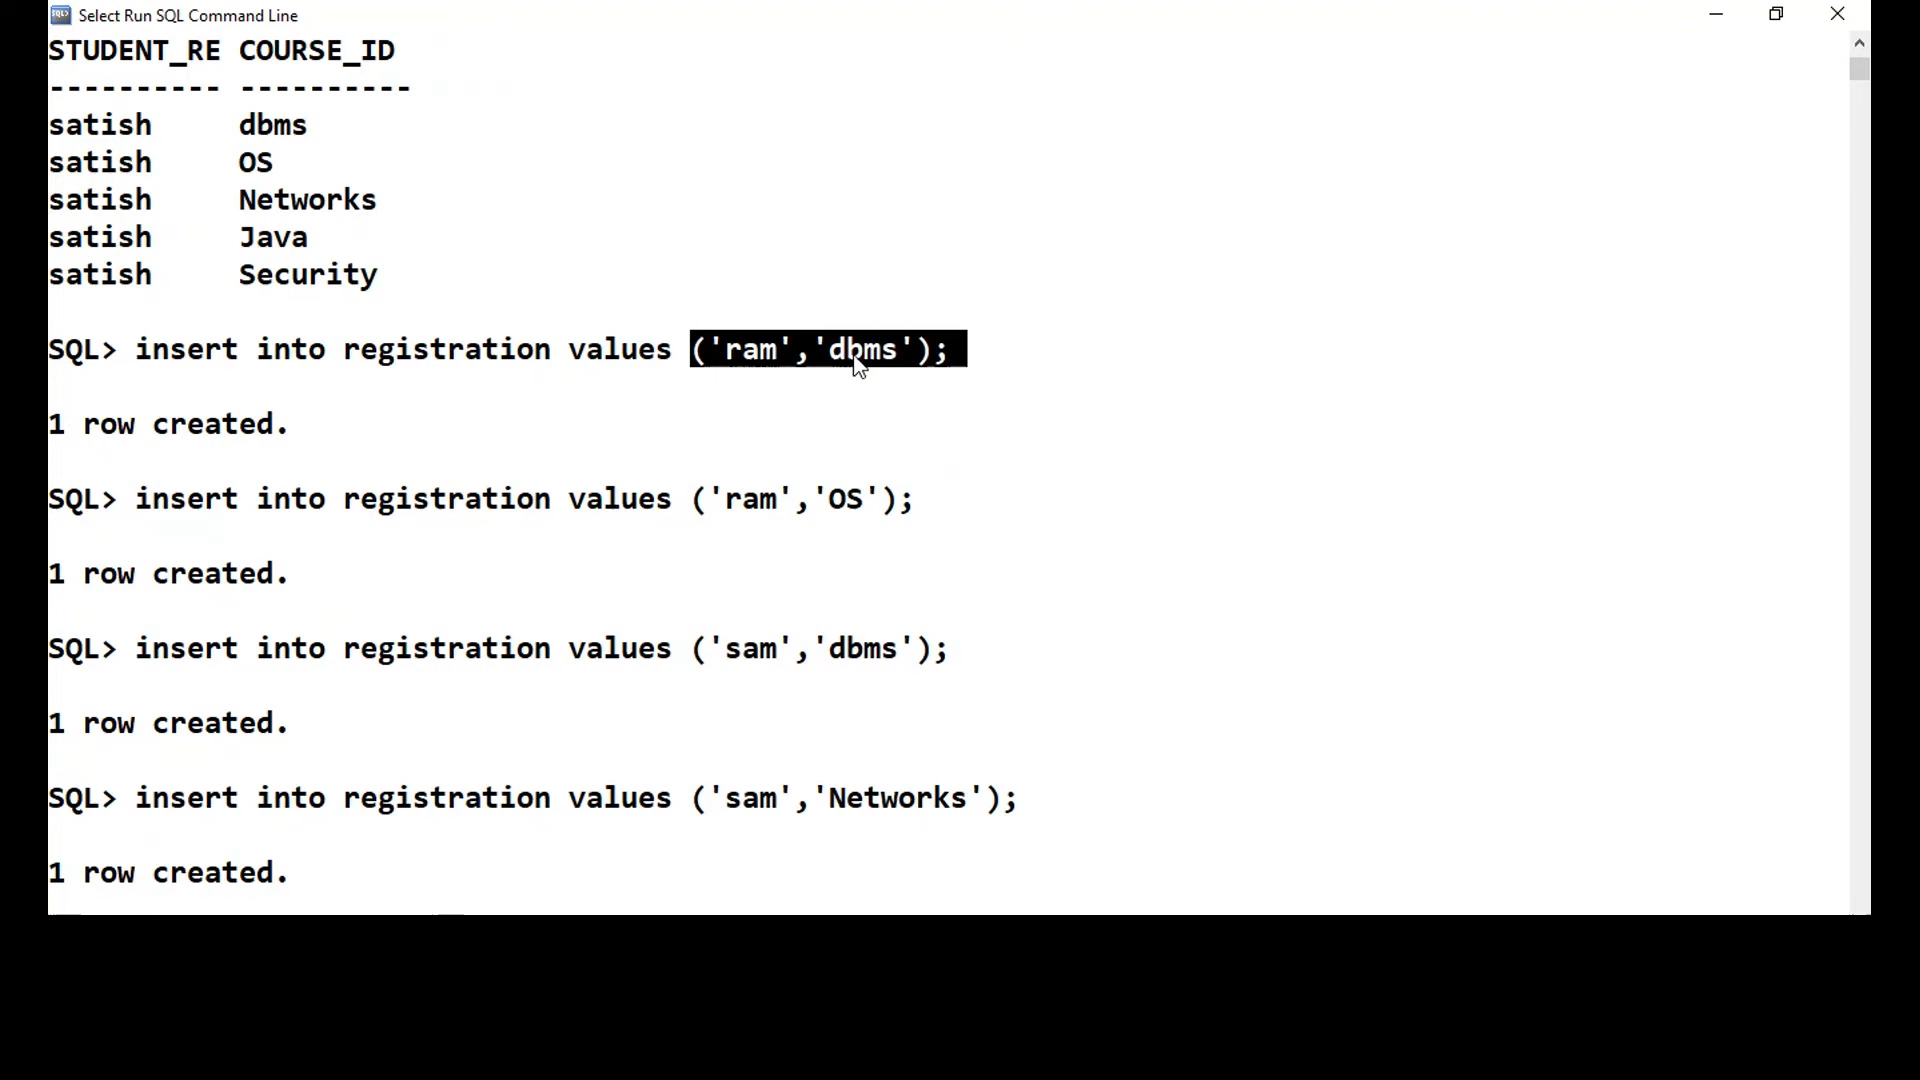 Select Run SQL Command Line
STUDENT_RE COURSE_ID
---------- ----------
satish     dbms
satish     OS
satish     Networks
satish     Java
satish     Security
SQL> insert into registration values ('ram','dbms');
1 row created.
SQL> insert into registration values ('ram','OS');
1 row created.
SQL> insert into registration values ('sam','dbms');
1 row created.
SQL> insert into registration values ('sam','Networks');
1 row created.